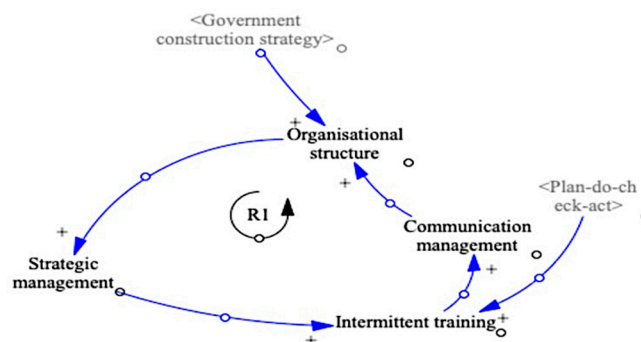 <Government
construction strategy>
+
Organisational
structure
+
<Plan-do-ch
eck-act>
R1
Communication
management
+
+
Strategic
management
Intermittent training
+
+